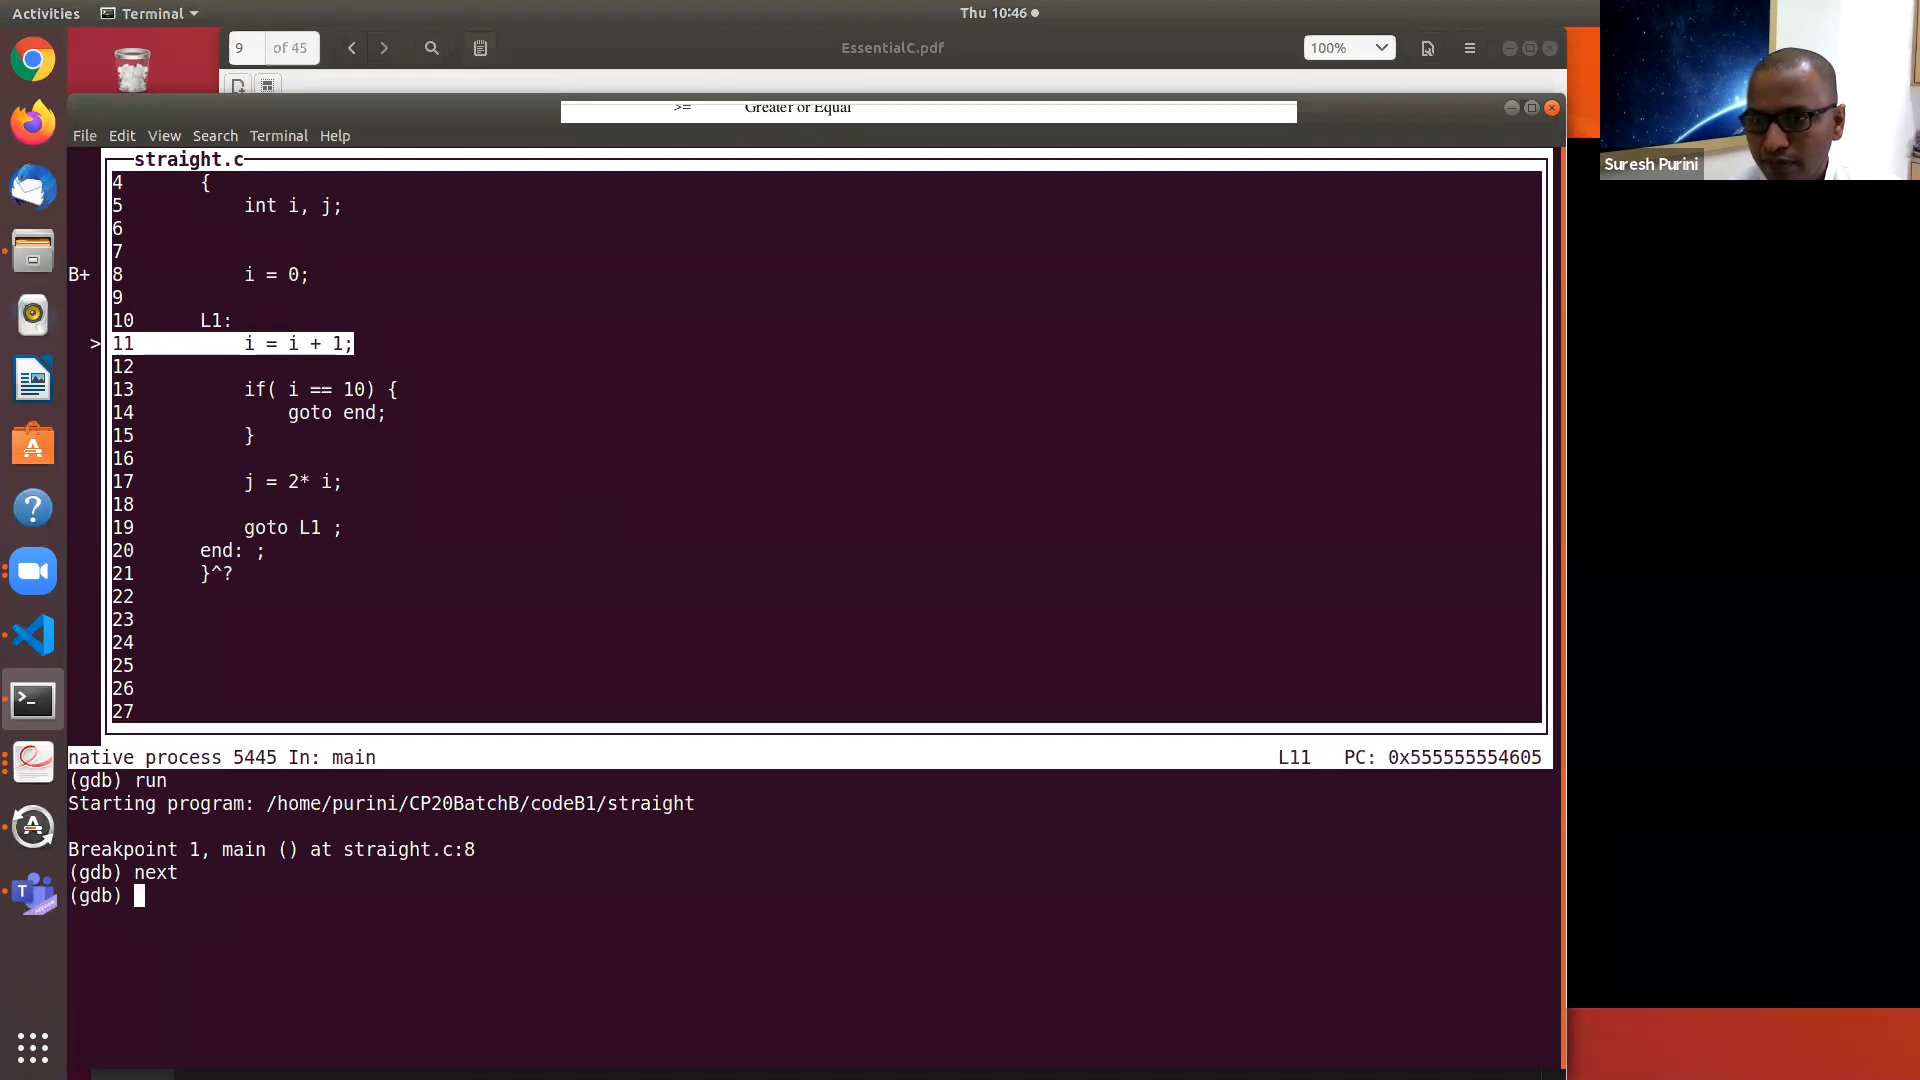 Activities Terminal Thu 10:46
9 of 45 EssentialC.pdf 100%
>= Greater or Equal
File Edit View Search Terminal Help
Suresh Purini
straight.c
4 {
5 int i, j;
6
7
B+ 8 i = 0;
9
10 L1:
> 11 i = i + 1;
12
13 if( i == 10) {
14 goto end;
15 }
16
17 j = 2* i;
18
19 goto L1 ;
20 end: ;
21 }^?
22
23
24
25
26
27
native process 5445 In: main L11 PC: 0x555555554605
(gdb) run
Starting program: /home/purini/CP20BatchB/codeB1/straight
Breakpoint 1, main () at straight.c:8
(gdb) next
(gdb)